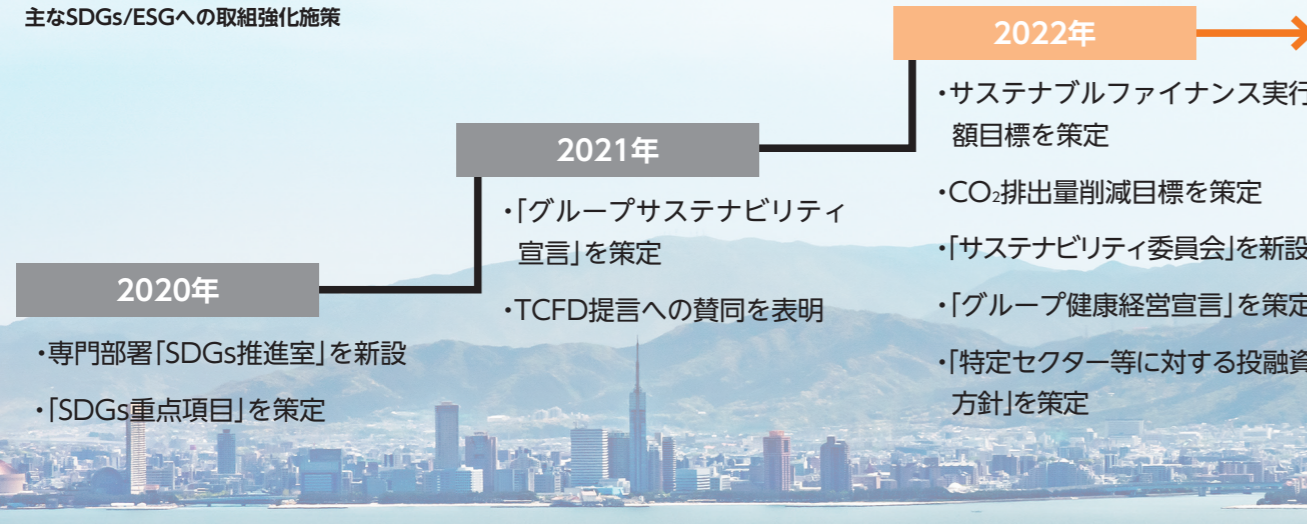 主なSDGs/ESGへの取組強化施策
2020年
・専門部署「SDGs推進室」を新設
・「SDGs重点項目」を策定
2021年
・「グループサステナビリティ
宣言」を策定
・TCFD提言への賛同を表明
2022年
・サステナブルファイナンス実行
額目標を策定
・CO₂排出量削減目標を策定
・「サステナビリティ委員会」を新設
・「グループ健康経営宣言」を策定
・「特定セクター等に対する投融資
方針」を策定